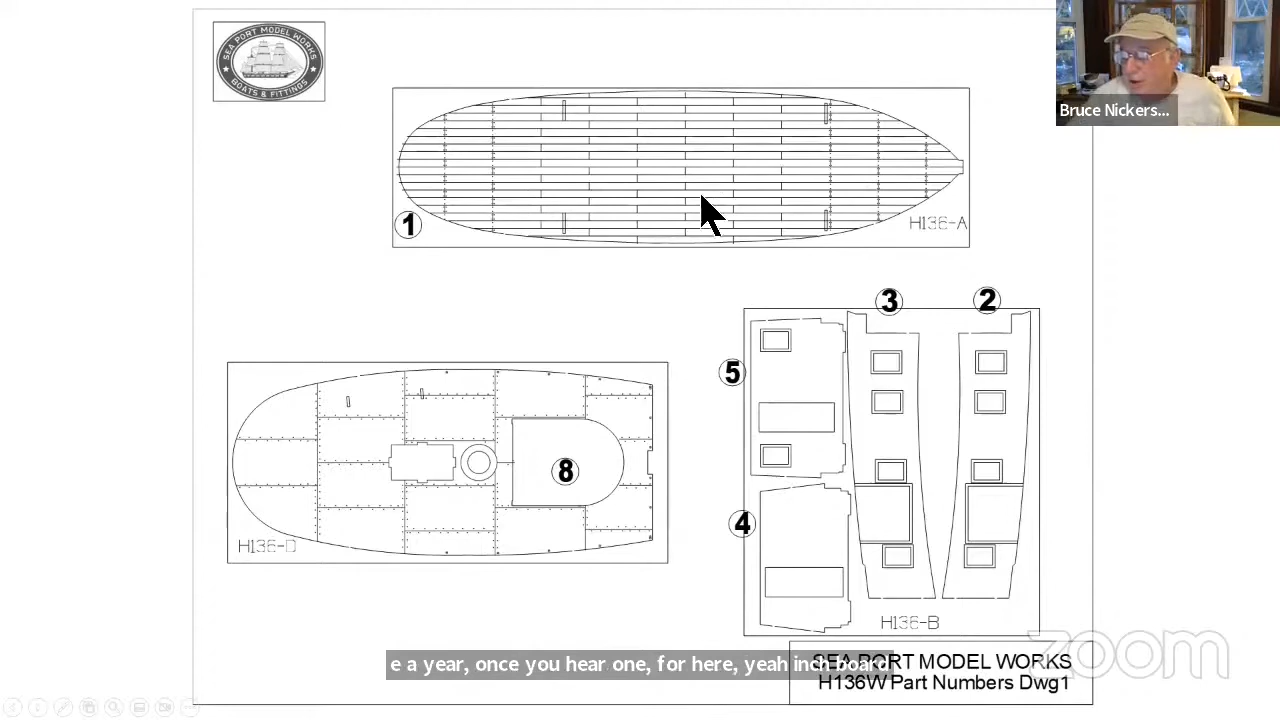 SEA PORT MODEL WORKS
BOATS & FITTINGS
Bruce Nickers...
1
H136-A
3
2
5
8
4
H136-D
H136-B
zoom
SEA PORT MODEL WORKS
H136W Part Numbers Dwg1
e a year, once you hear one, for here, yeah inch board